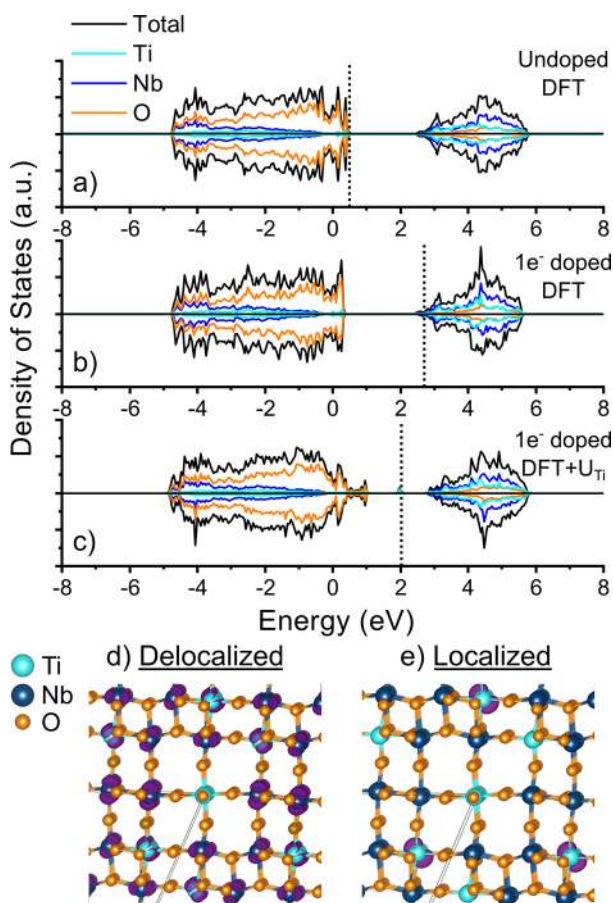 Total
Ti
Nb
O
Undoped
DFT
a)
-8 -6 -4 -2 0 2 4 6 8
1e⁻ doped
DFT
b)
-8 -6 -4 -2 0 2 4 6 8
1e⁻ doped
DFT+U_Ti
c)
-8 -6 -4 -2 0 2 4 6 8
Density of States (a.u.)
Energy (eV)
Ti
Nb
O
d) Delocalized
e) Localized